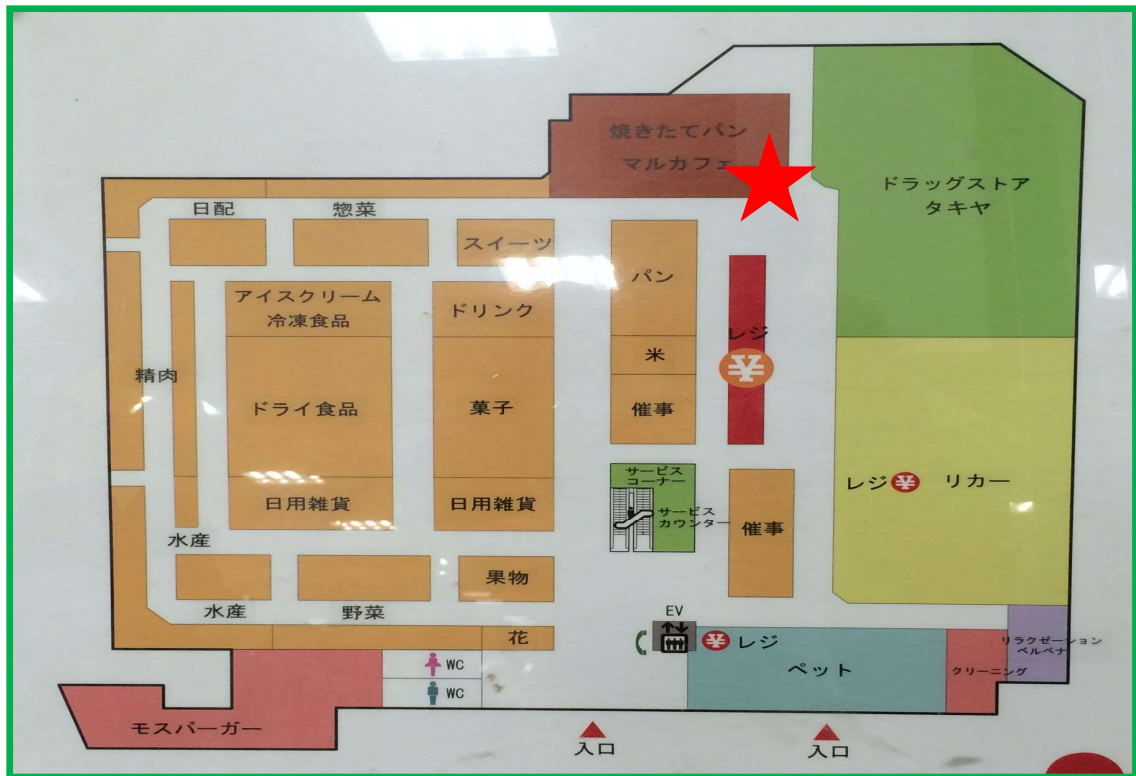 焼きたてパン
マルカフェ
ドラッグストア
タキヤ
日配
惣菜
スイーツ
パン
アイスクリーム
冷凍食品
ドリンク
レジ
米
精肉
ドライ食品
菓子
催事
サービス
コーナー
レジ
リカー
日用雑貨
日用雑貨
サービス
カウンター
催事
水産
果物
水産
野菜
EV
花
レジ
リラクゼーション
ベルベナ
WC
ペット
クリーニング
WC
モスバーガー
入口
入口